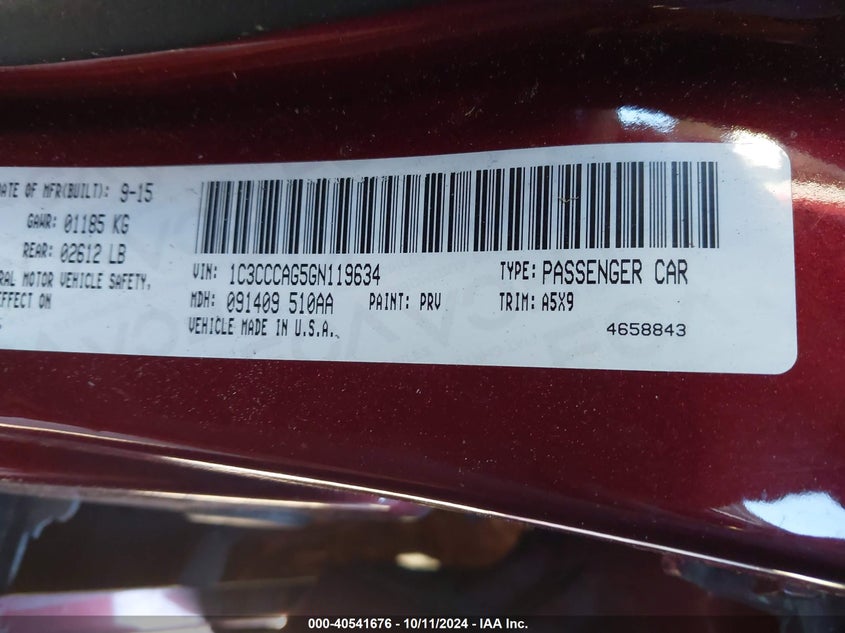 DATE OF MFR(BUILT): 9-15
GAWR: 01185 KG
REAR: 02612 LB
MOTOR VEHICLE SAFETY,
EFFECT ON
VIN: 1C3CCCAG5GN119634 TYPE: PASSENGER CAR
MDH: 091409 510AA PAINT: PRV TRIM: A5X9
VEHICLE MADE IN U.S.A. 4658843
000-40541676 - 10/11/2024 - IAA Inc.